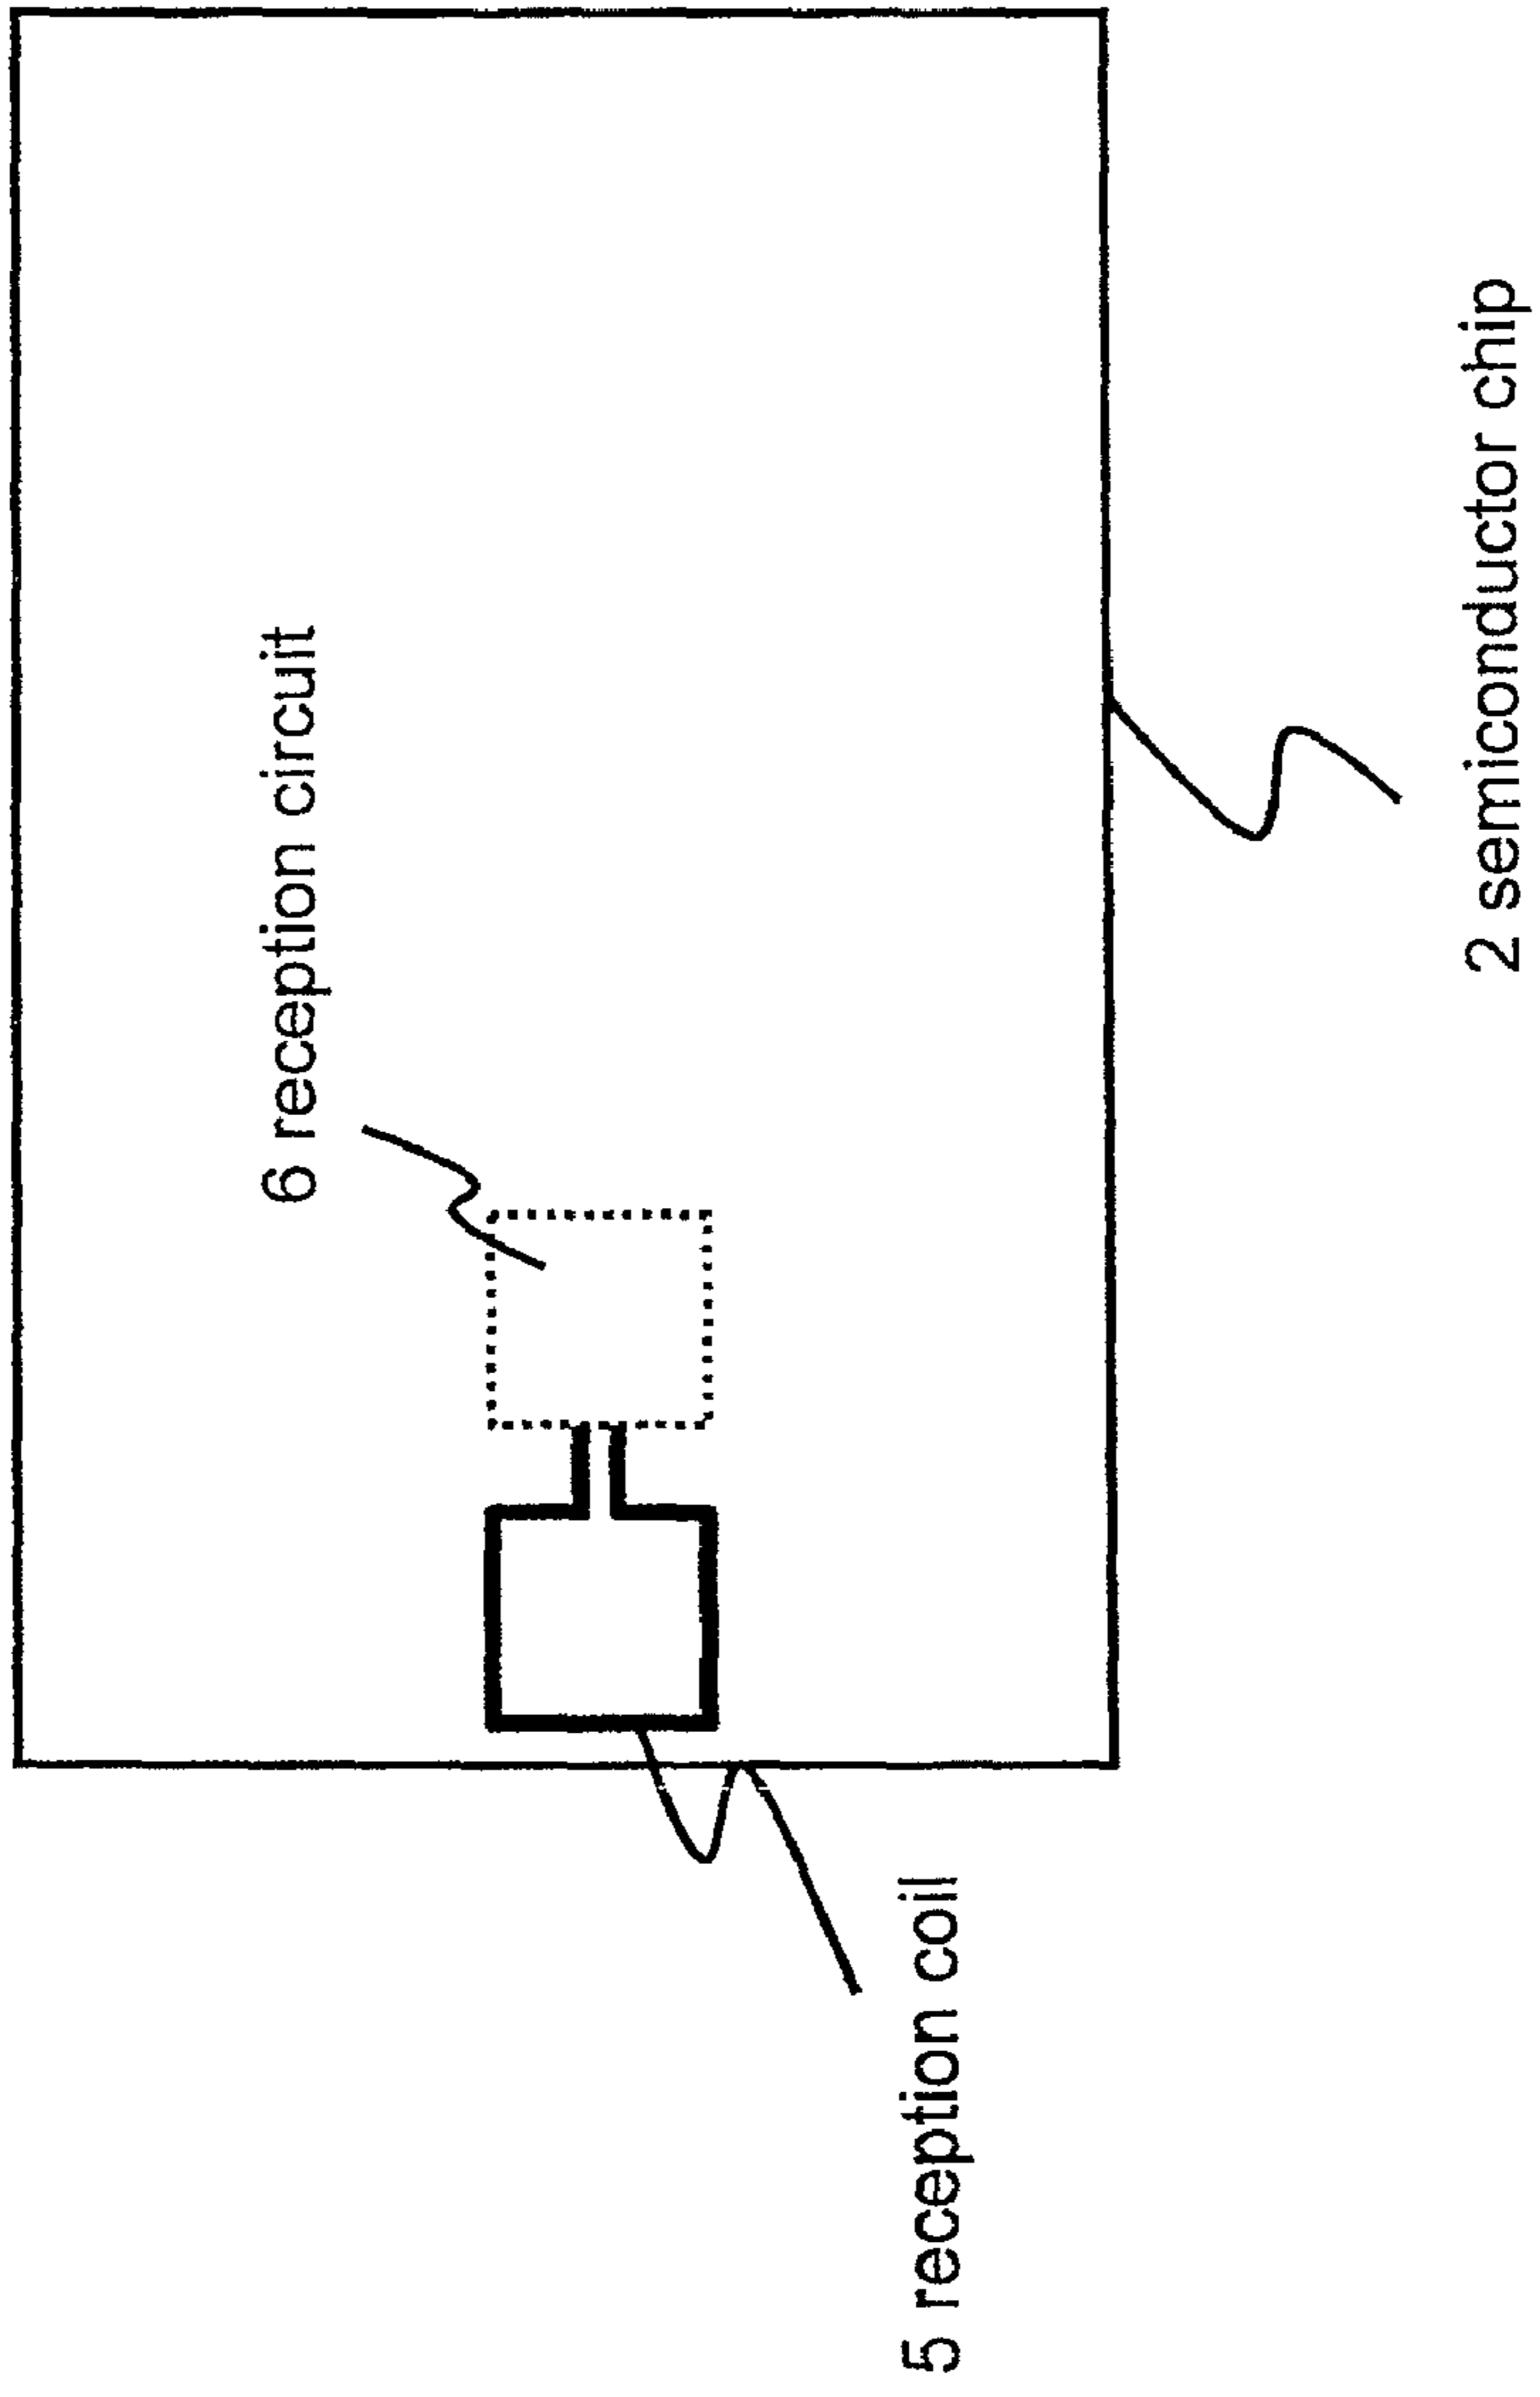 6 reception circuit
5 reception coil
2 semiconductor chip